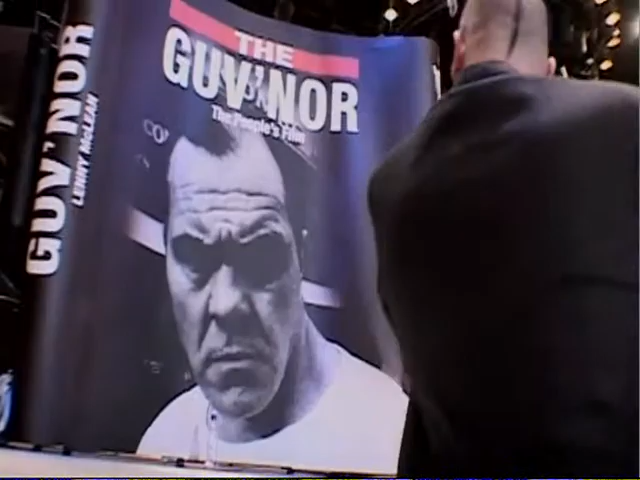 GUV'NOR
LENNY McLEAN
THE
GUV'NOR
The People's Film